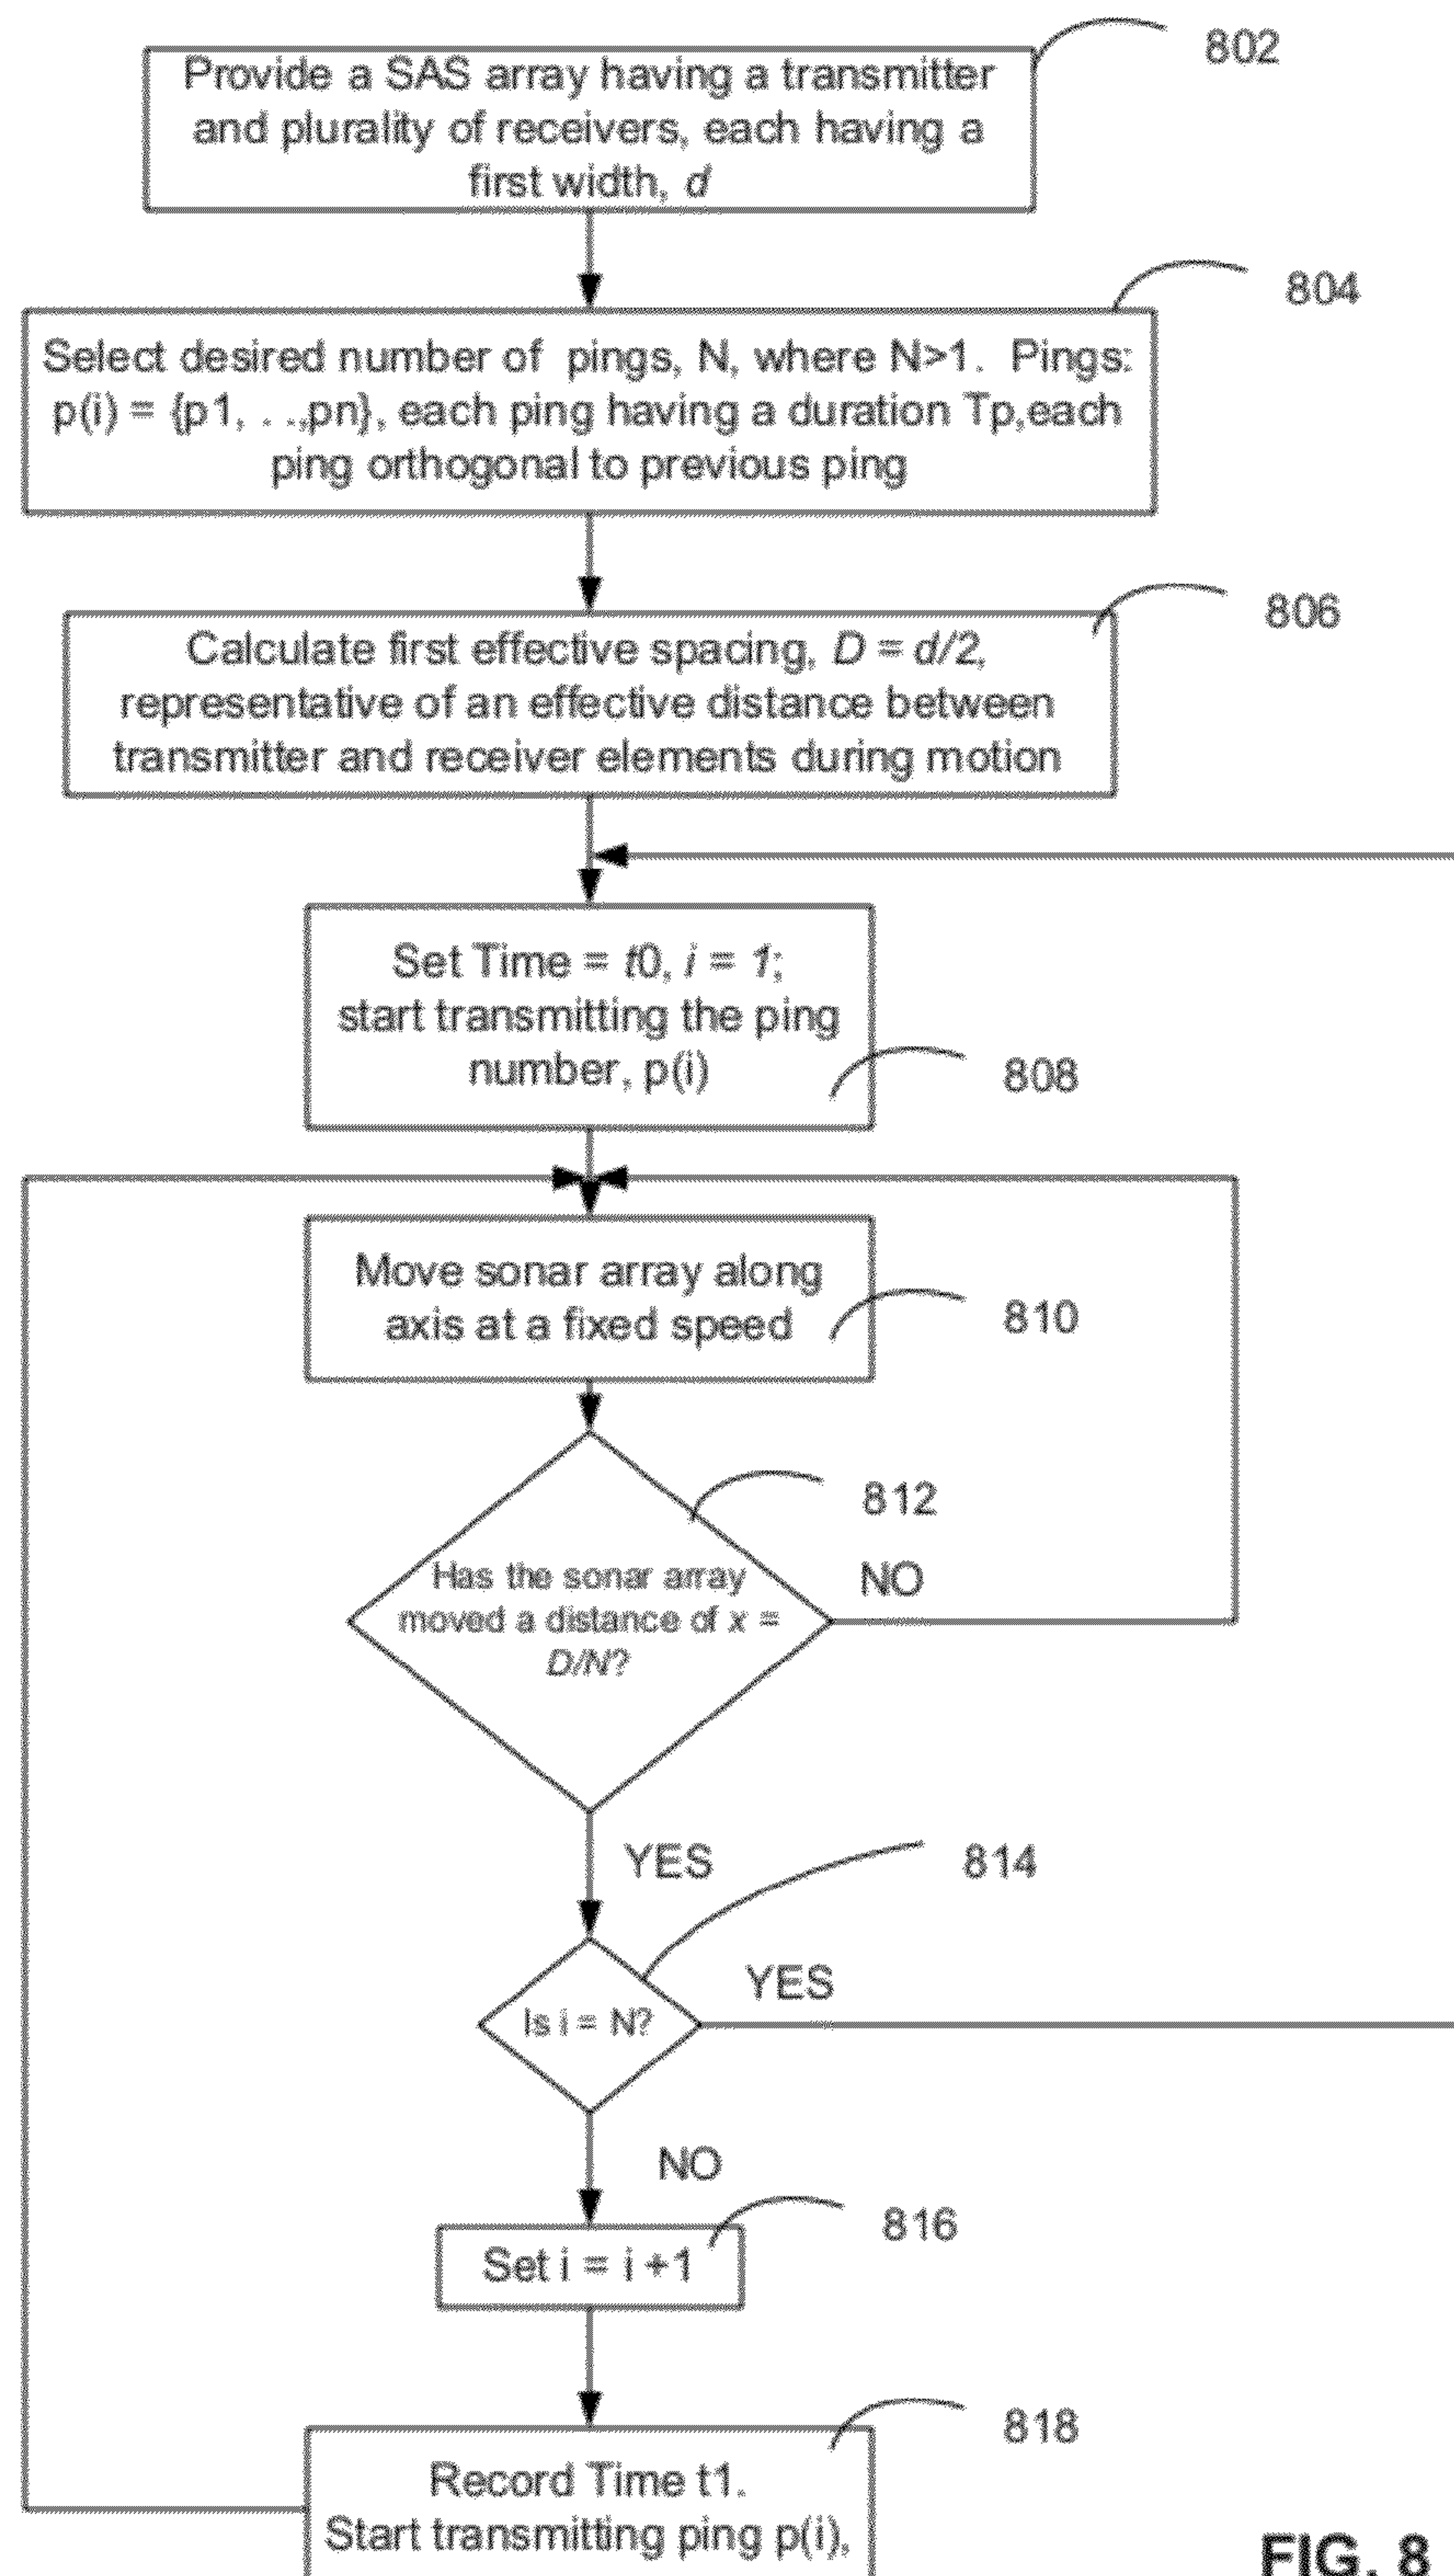 802
Provide a SAS array having a transmitter
and plurality of receivers, each having a
first width, d
804
Select desired number of pings, N, where N>1. Pings:
p(i) = {p1, . .,pn}, each ping having a duration Tp,each
ping orthogonal to previous ping
806
Calculate first effective spacing, D = d/2,
representative of an effective distance between
transmitter and receiver elements during motion
Set Time = t0, i = 1;
start transmitting the ping
number, p(i)
808
Move sonar array along
axis at a fixed speed
810
812
Has the sonar array
moved a distance of x =
D/N?
NO
YES
814
Is i = N?
YES
NO
816
Set i = i +1
818
Record Time t1.
Start transmitting ping p(i),
FIG. 8